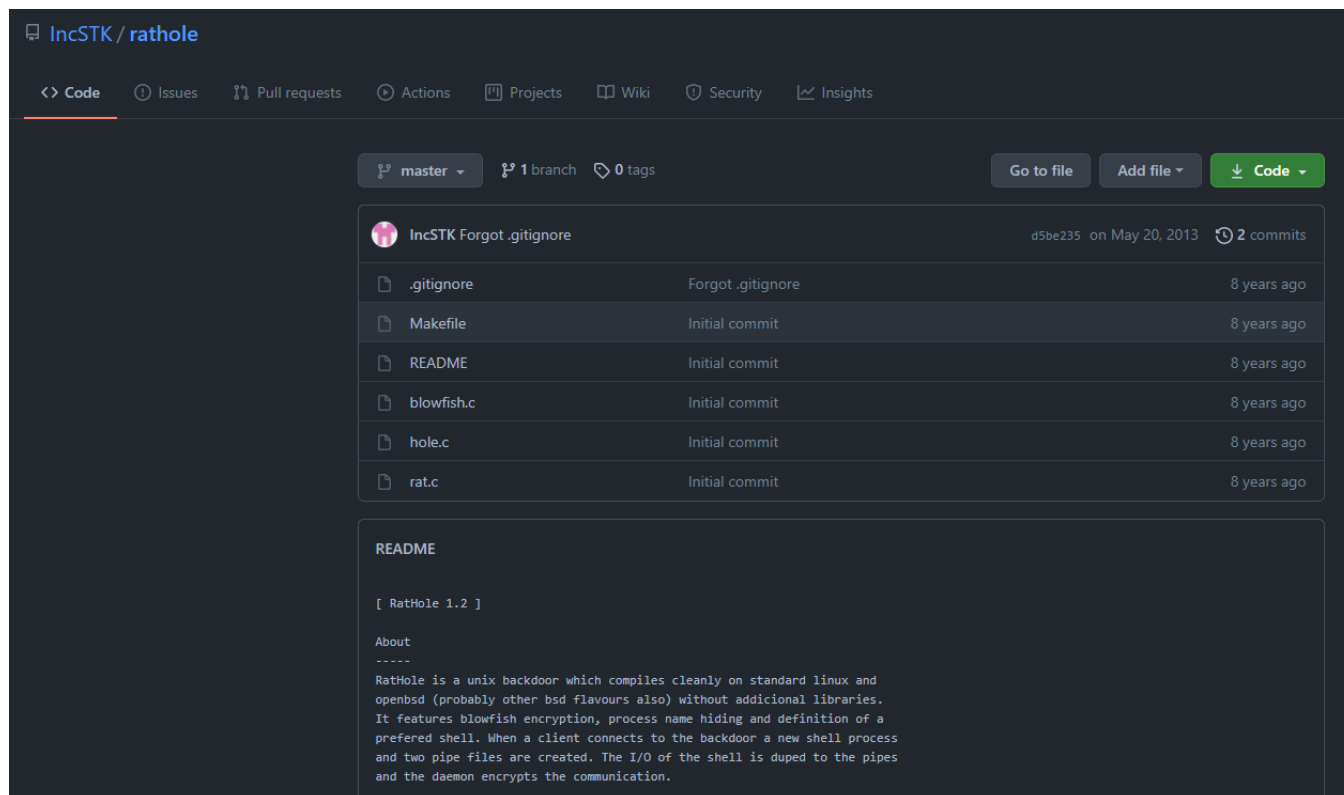 IncSTK / rathole
Code Issues Pull requests Actions Projects Wiki Security Insights
master 1 branch 0 tags Go to file Add file Code
IncSTK Forgot .gitignore d5be235 on May 20, 2013 2 commits
.gitignore Forgot .gitignore 8 years ago
Makefile Initial commit 8 years ago
README Initial commit 8 years ago
blowfish.c Initial commit 8 years ago
hole.c Initial commit 8 years ago
rat.c Initial commit 8 years ago
README
[ RatHole 1.2 ]
About
-----
RatHole is a unix backdoor which compiles cleanly on standard linux and
openbsd (probably other bsd flavours also) without addicional libraries.
It features blowfish encryption, process name hiding and definition of a
prefered shell. When a client connects to the backdoor a new shell process
and two pipe files are created. The I/O of the shell is duped to the pipes
and the daemon encrypts the communication.